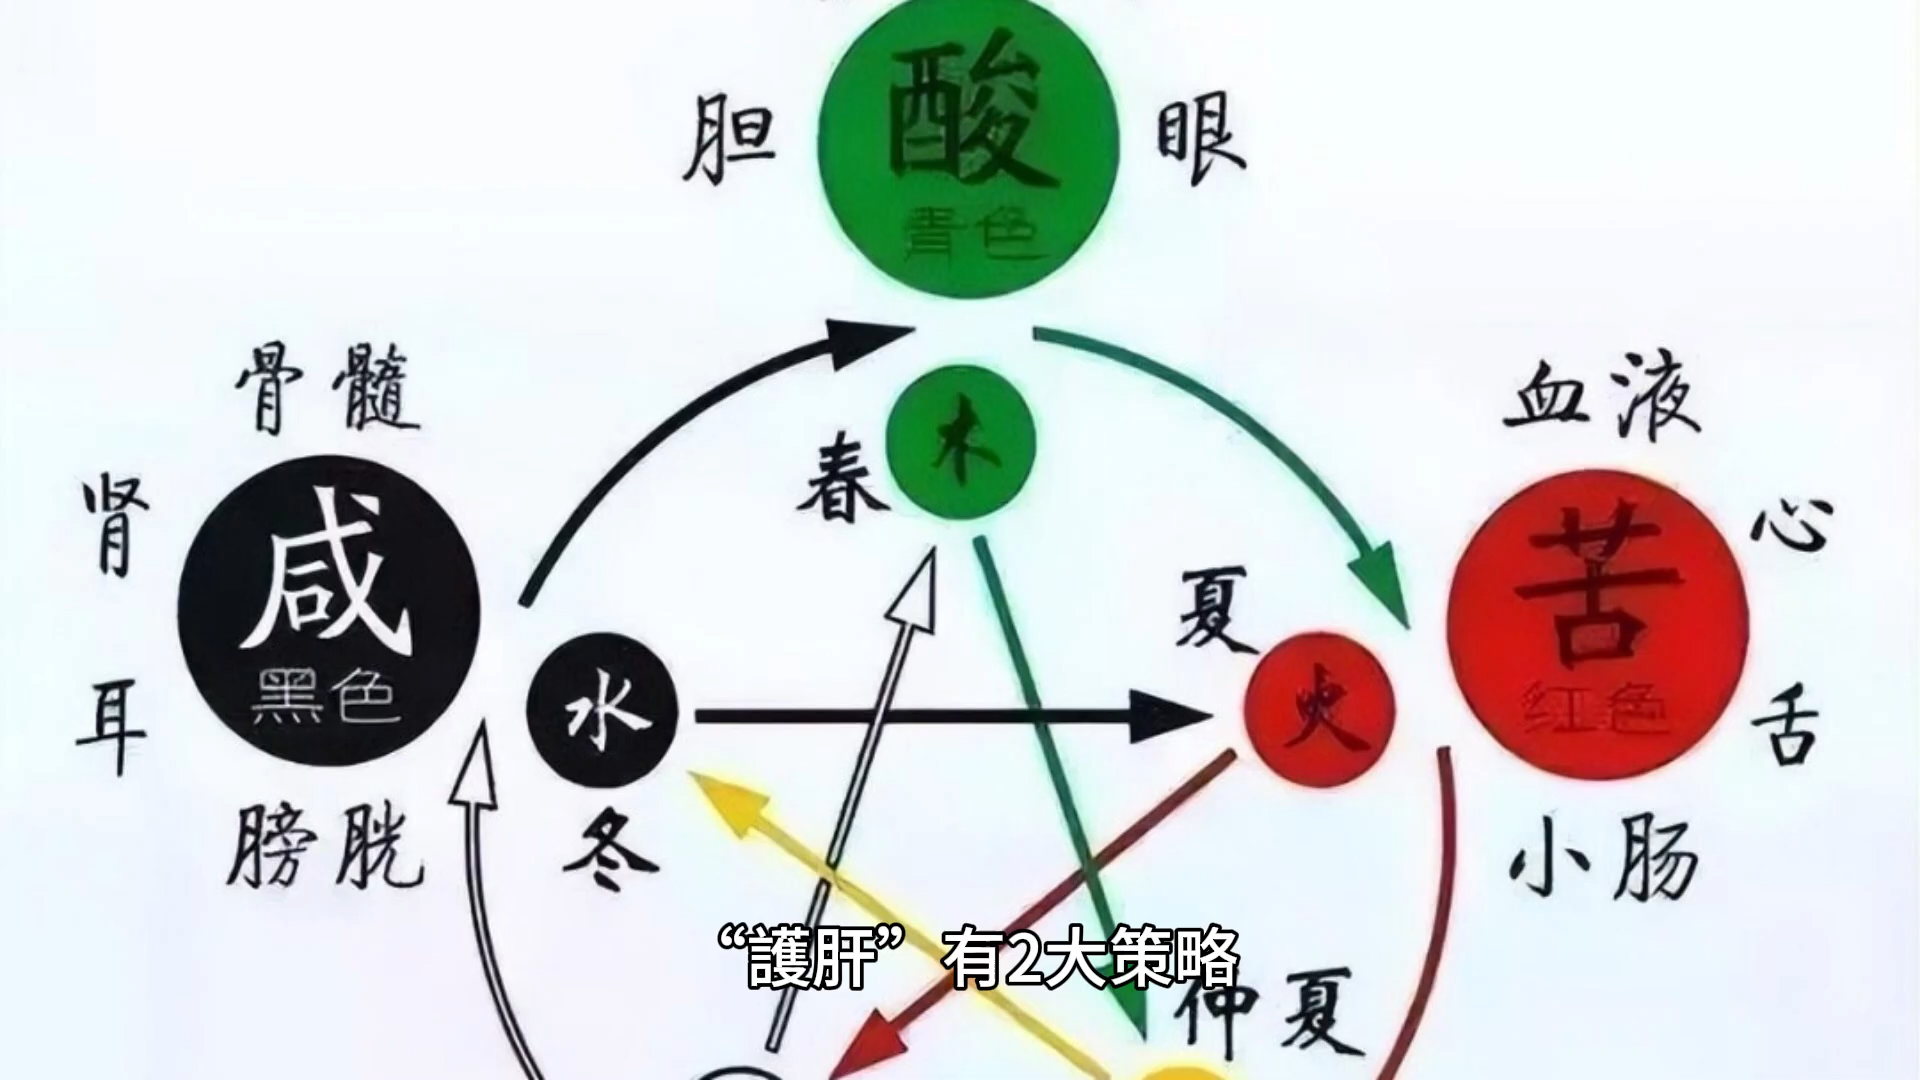 酸
青色
胆
眼
骨髓
肾
咸
黑色
耳
膀胱
木
春
血液
心
苦
红色
舌
小肠
夏
火
水
冬
“護肝”有2大策略
仲夏